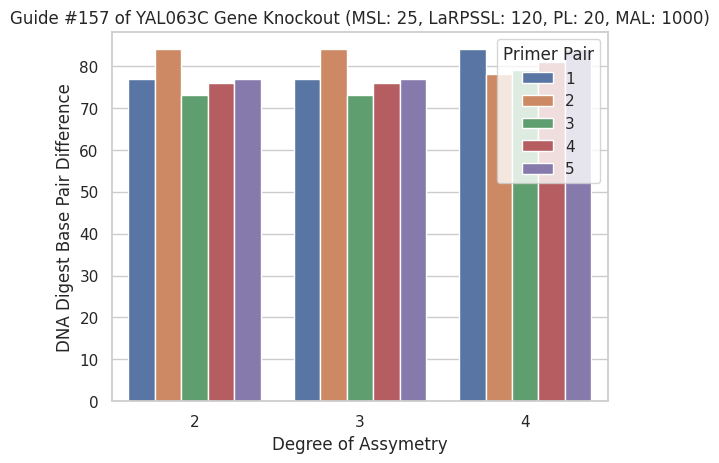 Guide #157 of YAL063C Gene Knockout (MSL: 25, LaRPSSL: 120, PL: 20, MAL: 1000)
DNA Digest Base Pair Difference
80
70
60
50
40
30
20
10
0
Primer Pair
1
2
3
4
5
2 3 4
Degree of Assymetry